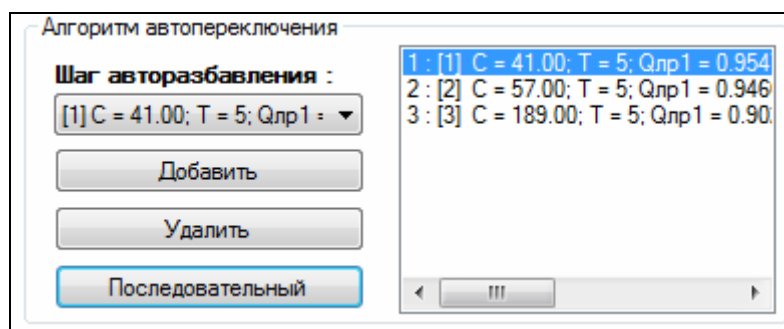 Алгоритм автопереключения
Шаг авторазбавления :
[1] C = 41.00; T = 5; Qлр1 =
Добавить
Удалить
Последовательный
1 : [1] C = 41.00; T = 5; Qлр1 = 0.954
2 : [2] C = 57.00; T = 5; Qлр1 = 0.946
3 : [3] C = 189.00; T = 5; Qлр1 = 0.90